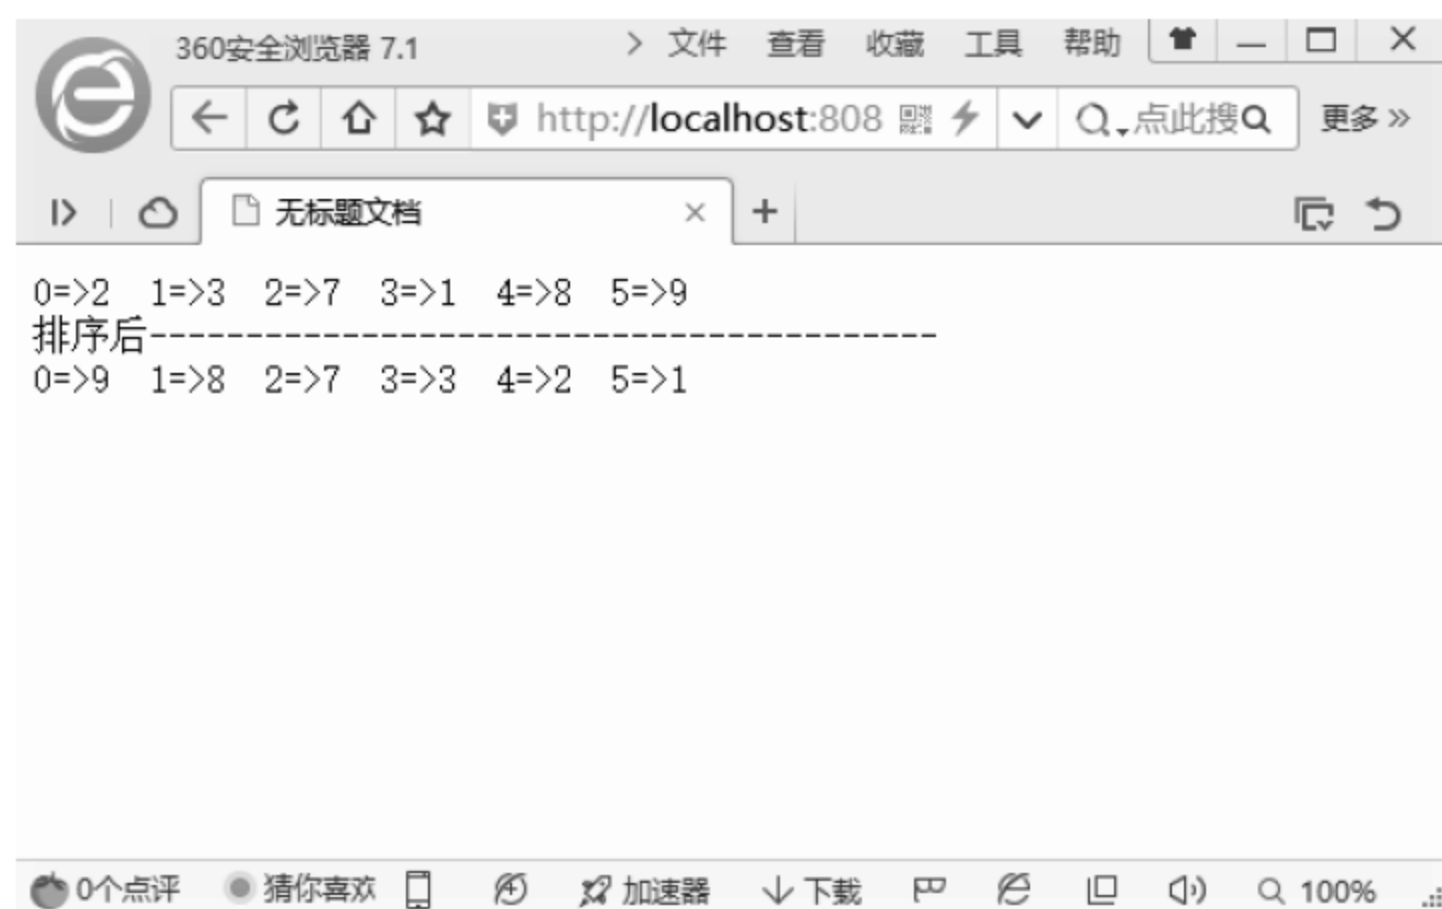 360安全浏览器 7.1 > 文件 查看 收藏 工具 帮助
http://localhost:808 点此搜 更多 »
无标题文档
0=>2 1=>3 2=>7 3=>1 4=>8 5=>9
排序后---------------------------------------
0=>9 1=>8 2=>7 3=>3 4=>2 5=>1
0个点评 猜你喜欢 加速器 下载 100%